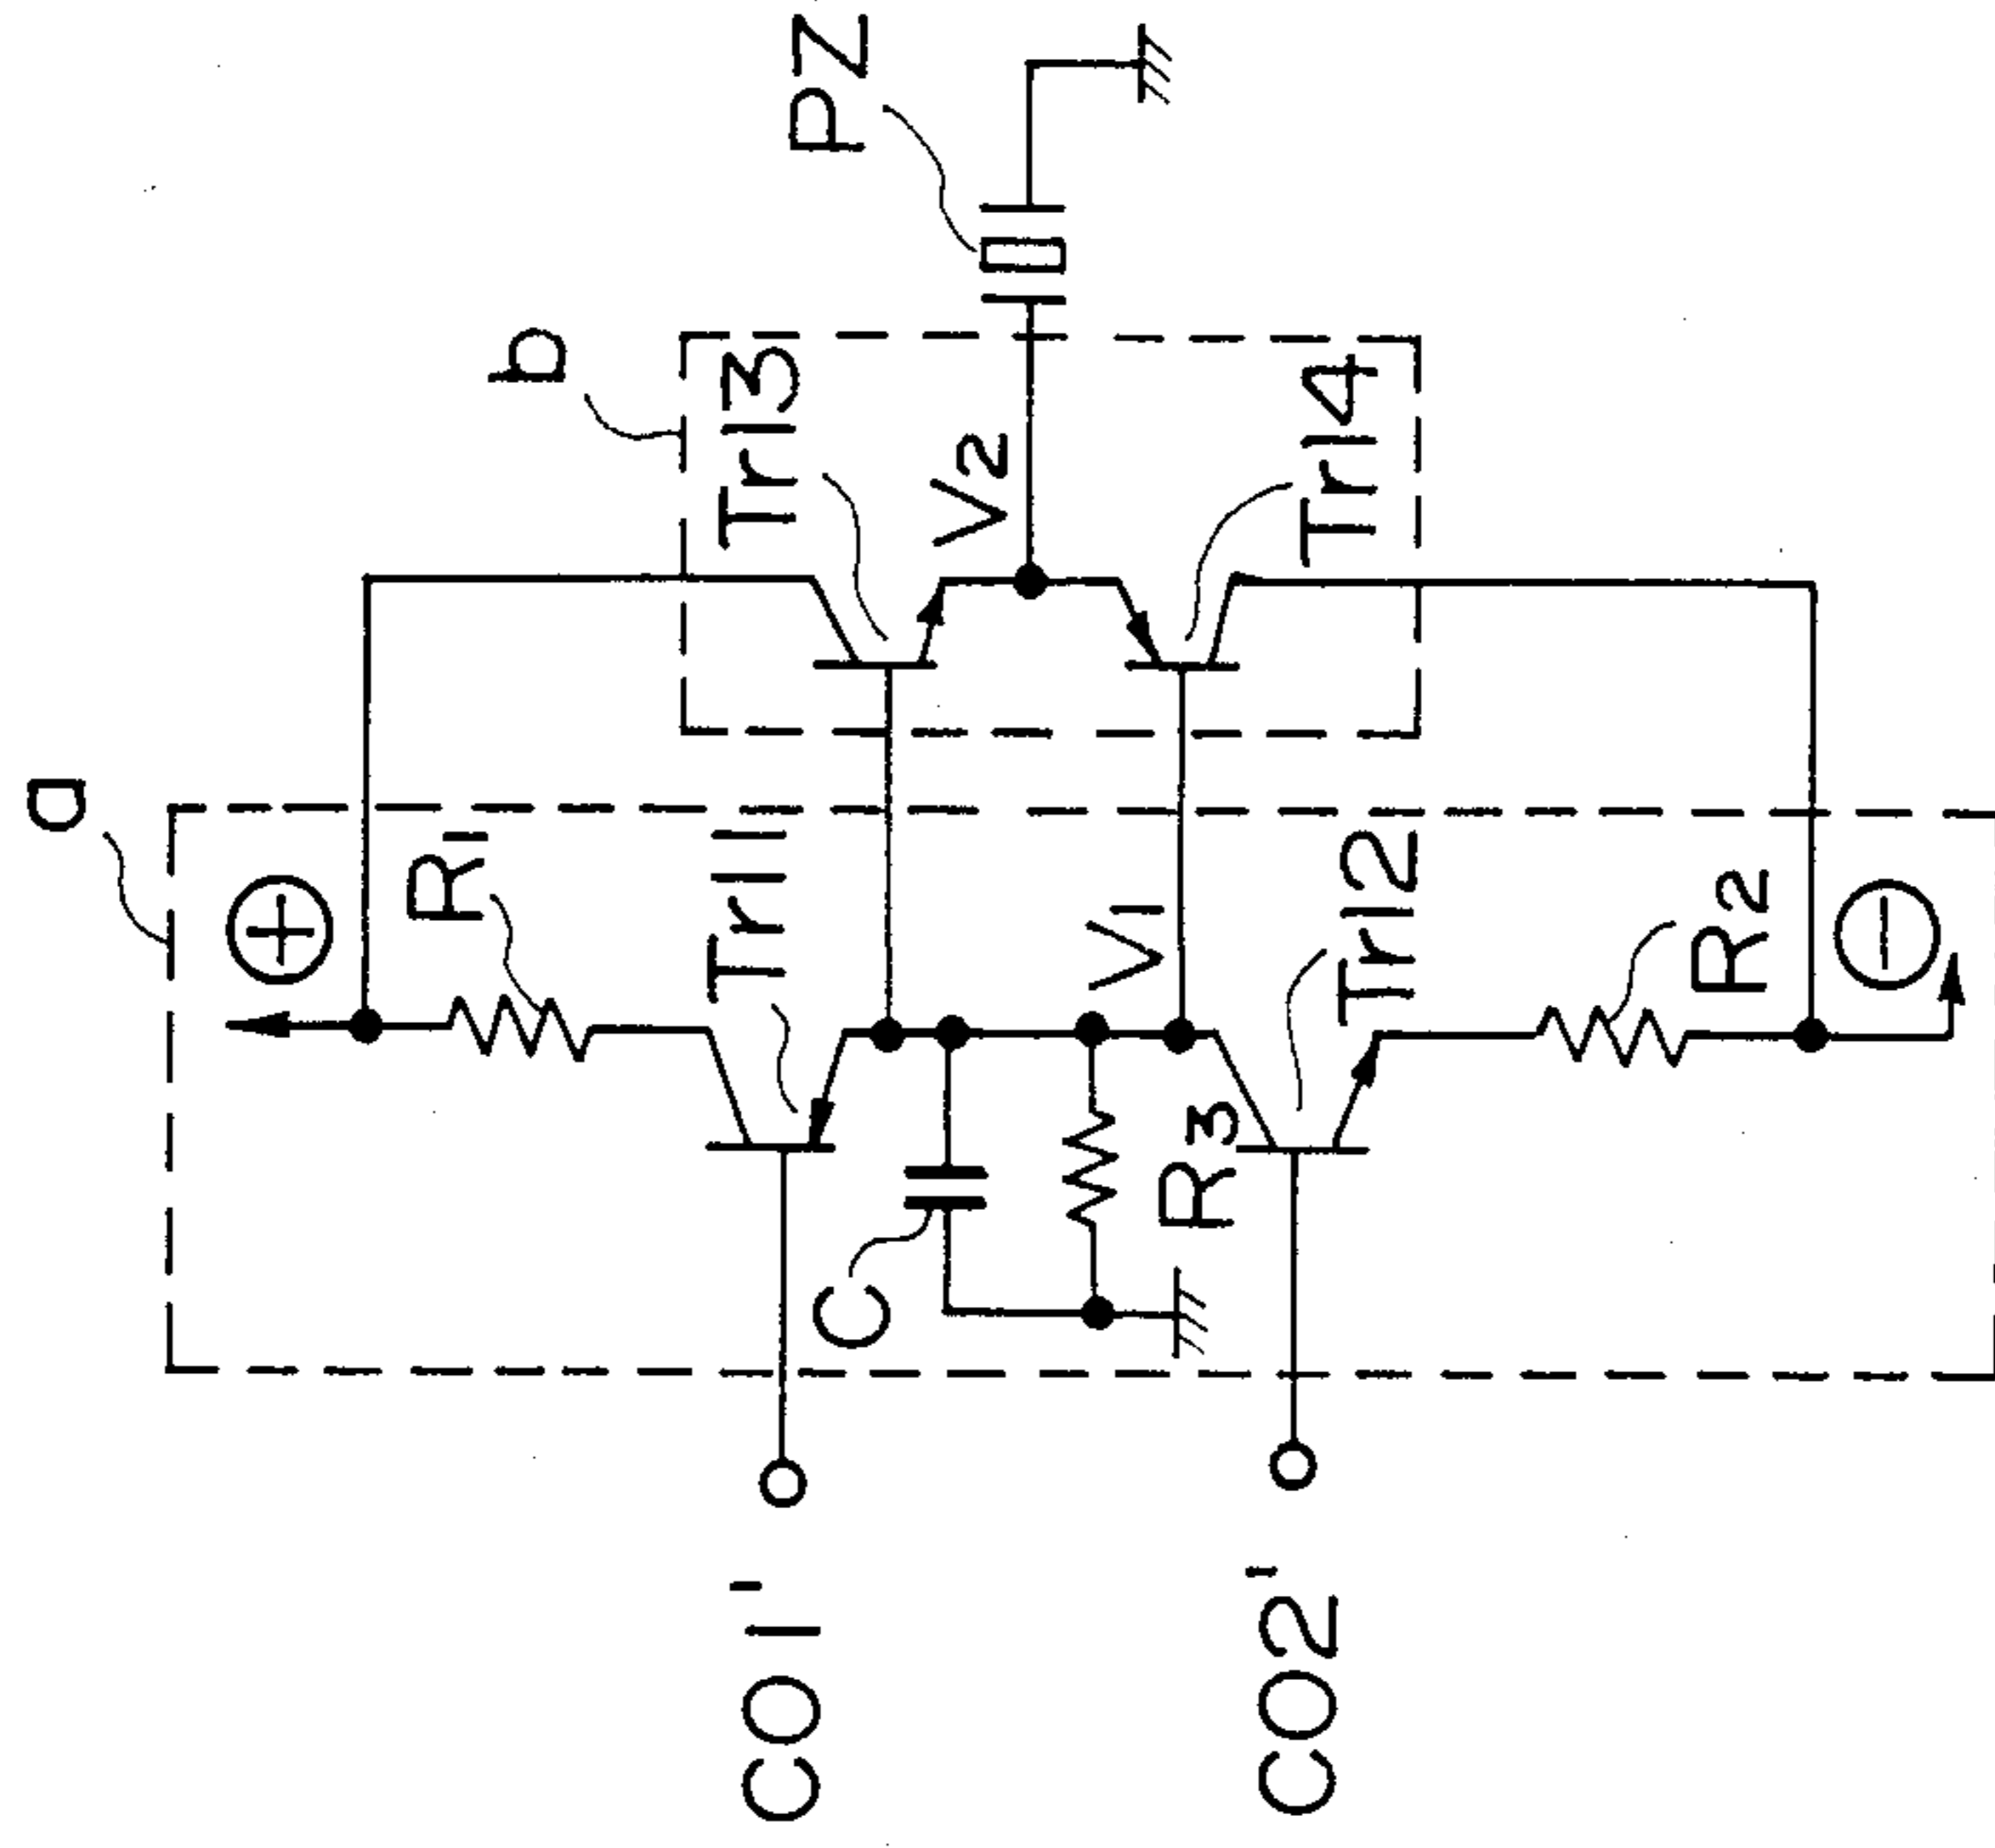 a
b
PZ
⊕
R1
Tr11
Tr13
V2
C
V1
R3
Tr12
Tr14
R2
⊖
CO1'
CO2'